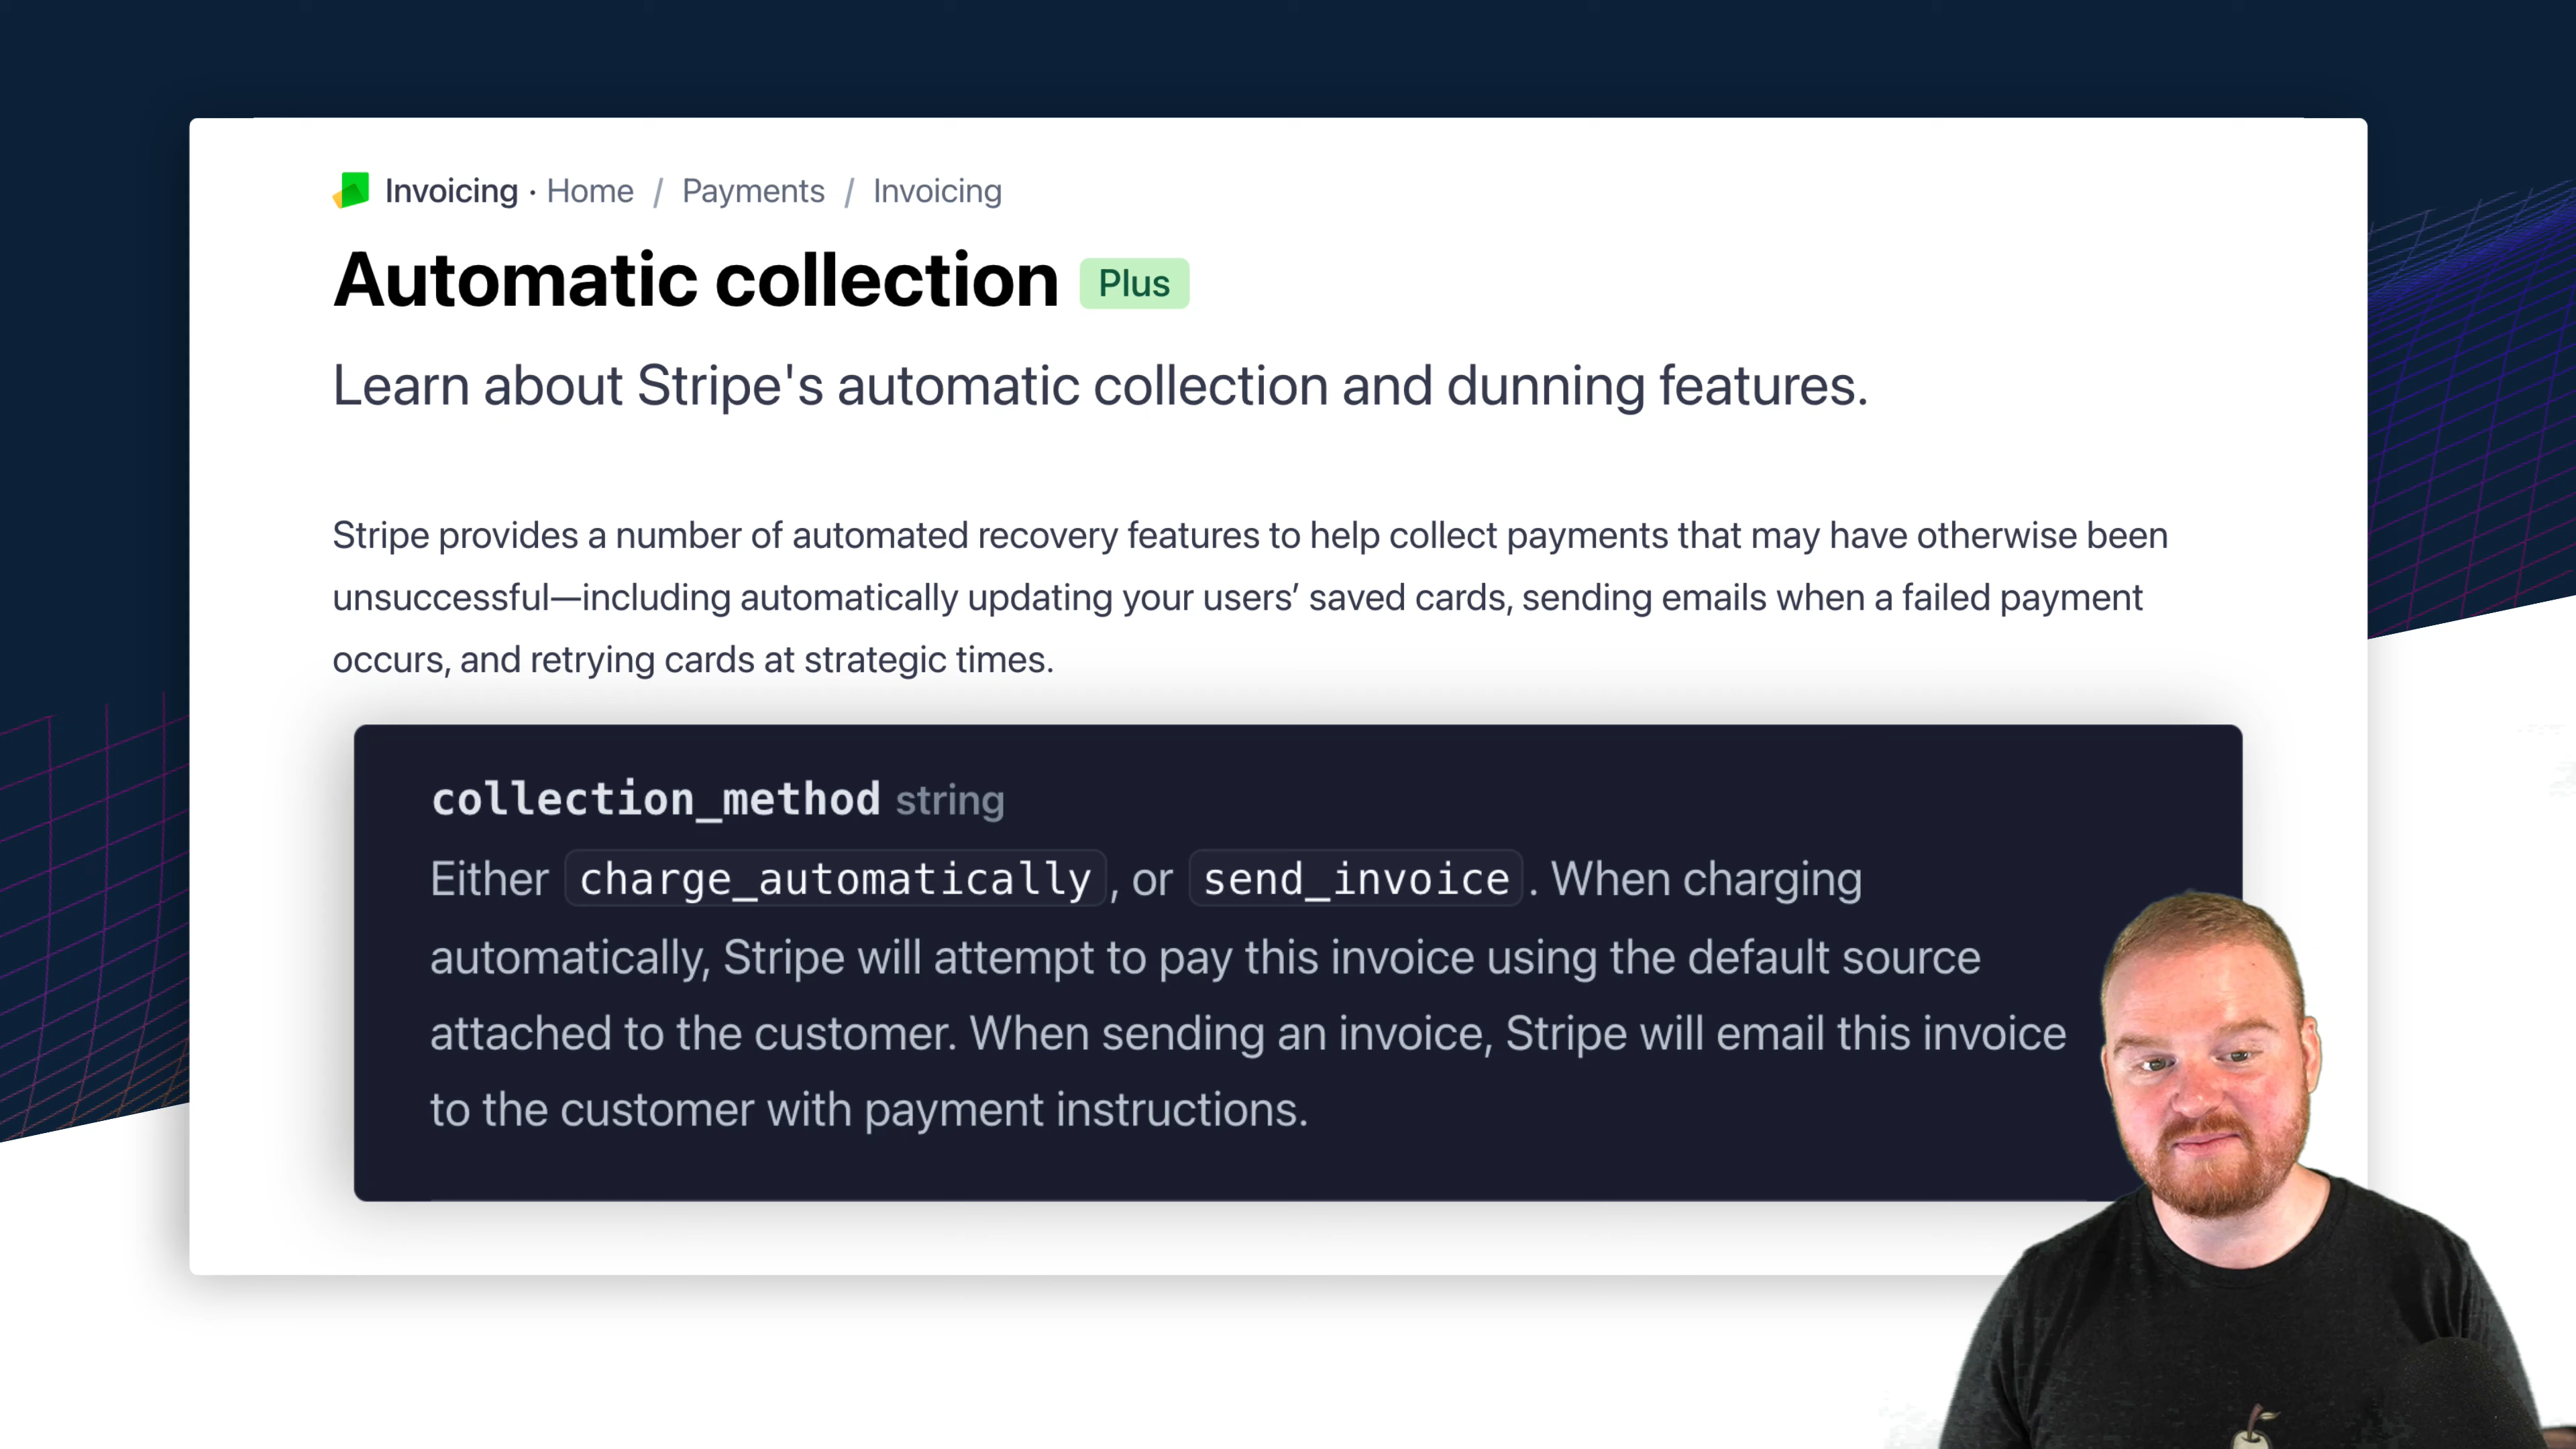 Invoicing · Home / Payments / Invoicing
Automatic collection Plus
Learn about Stripe's automatic collection and dunning features.
Stripe provides a number of automated recovery features to help collect payments that may have otherwise been
unsuccessful—including automatically updating your users’ saved cards, sending emails when a failed payment
occurs, and retrying cards at strategic times.
collection_method string
Either charge_automatically, or send_invoice. When charging
automatically, Stripe will attempt to pay this invoice using the default source
attached to the customer. When sending an invoice, Stripe will email this invoice
to the customer with payment instructions.